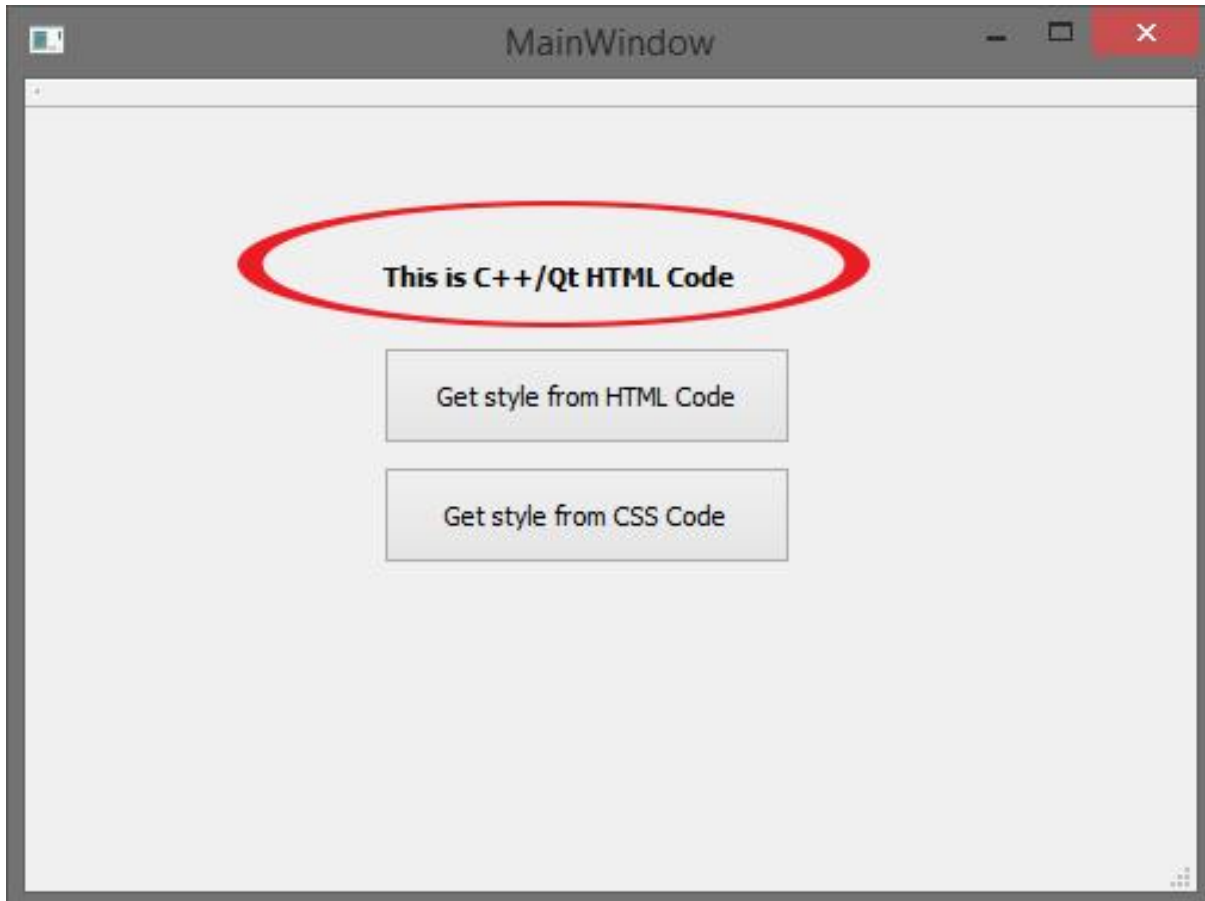 MainWindow
This is C++/Qt HTML Code
Get style from HTML Code
Get style from CSS Code